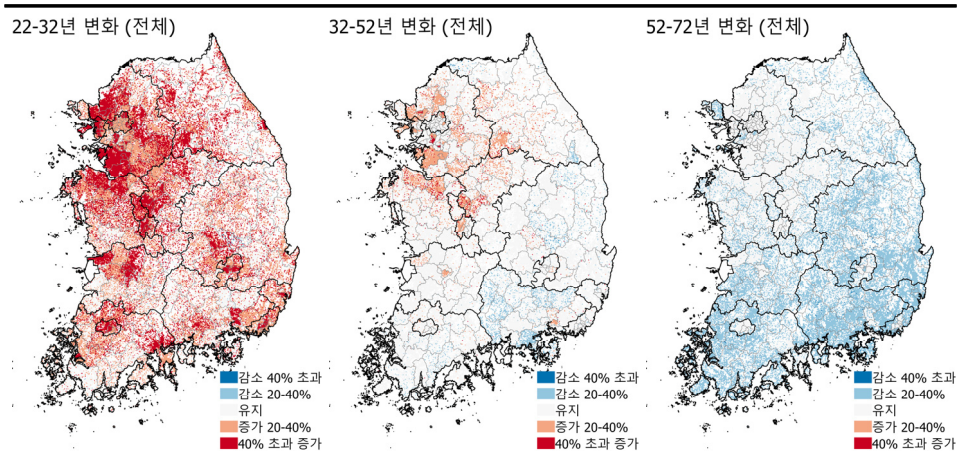 22-32년 변화 (전체)
32-52년 변화 (전체)
52-72년 변화 (전체)
감소 40% 초과
감소 20-40%
유지
증가 20-40%
40% 초과 증가
감소 40% 초과
감소 20-40%
유지
증가 20-40%
40% 초과 증가
감소 40% 초과
감소 20-40%
유지
증가 20-40%
40% 초과 증가